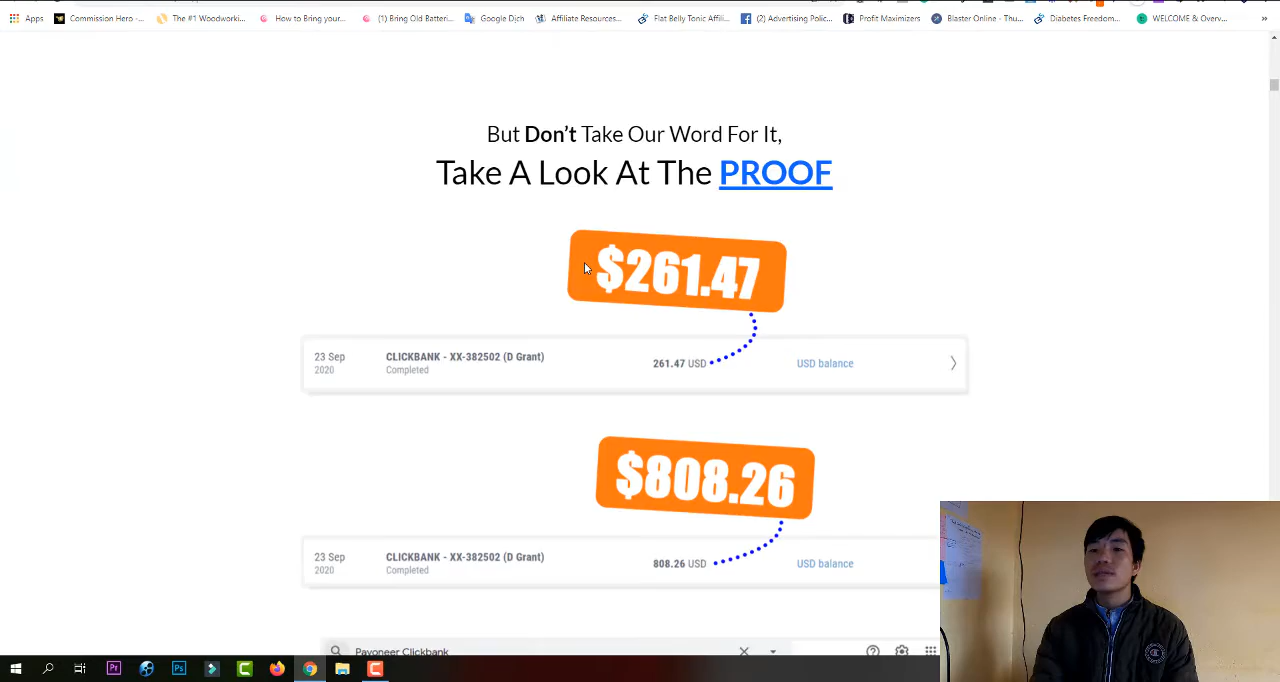 Apps
Commission Hero -...
The #1 Woodworki...
How to Bring your...
(1) Bring Old Batteri...
Google Dịch
Affiliate Resources...
Flat Belly Tonic Affili...
(2) Advertising Polic...
Profit Maximizers
Blaster Online - Thu...
Diabetes Freedom...
WELCOME & Overv...
»
But Don't Take Our Word For It,
Take A Look At The PROOF
$261.47
23 Sep
2020
CLICKBANK - XX-382502 (D Grant)
Completed
261.47 USD
USD balance
$808.26
23 Sep
2020
CLICKBANK - XX-382502 (D Grant)
Completed
808.26 USD
USD balance
Payoneer Clickbank